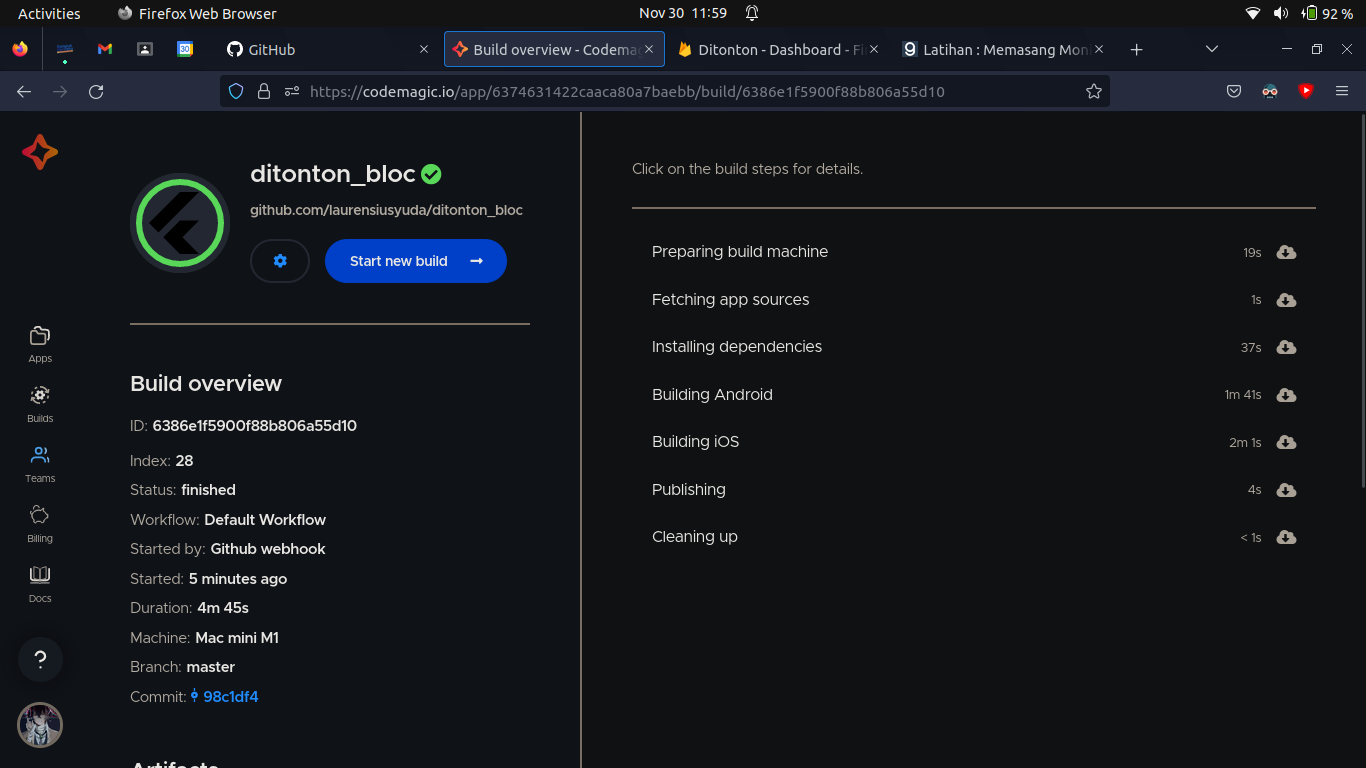 Activities Firefox Web Browser Nov 30 11:59 92 %
GitHub Build overview - Codemag Ditonton - Dashboard - Fi Latihan : Memasang Moni
https://codemagic.io/app/6374631422caaca80a7baebb/build/6386e1f5900f88b806a55d10
ditonton_bloc
github.com/laurensiusyuda/ditonton_bloc
Start new build
Apps
Builds
Teams
Billing
Docs
?
Build overview
ID: 6386e1f5900f88b806a55d10
Index: 28
Status: finished
Workflow: Default Workflow
Started by: Github webhook
Started: 5 minutes ago
Duration: 4m 45s
Machine: Mac mini M1
Branch: master
Commit: 98c1df4
Artifacts
Click on the build steps for details.
Preparing build machine 19s
Fetching app sources 1s
Installing dependencies 37s
Building Android 1m 41s
Building iOS 2m 1s
Publishing 4s
Cleaning up < 1s